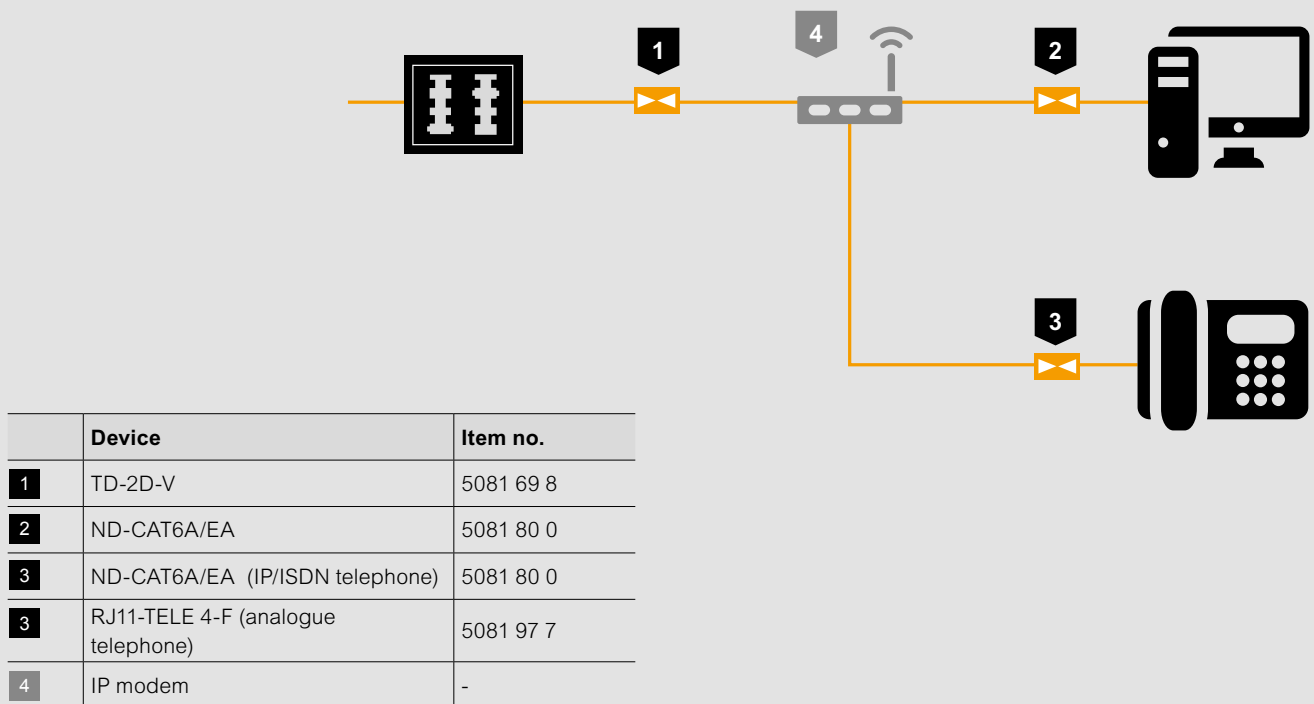 4
1
2
3
Device Item no.
1 TD-2D-V 5081 69 8
2 ND-CAT6A/EA 5081 80 0
3 ND-CAT6A/EA (IP/ISDN telephone) 5081 80 0
3 RJ11-TELE 4-F (analogue
telephone) 5081 97 7
4 IP modem -